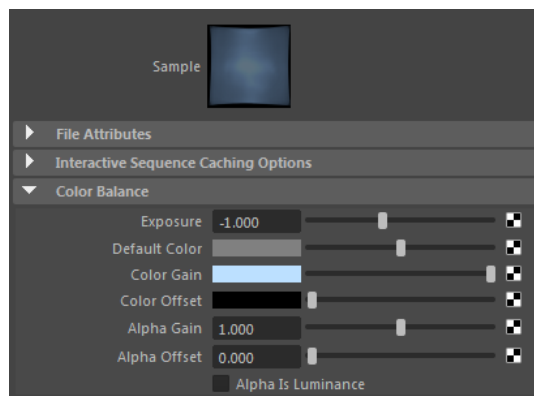 Sample
File Attributes
Interactive Sequence Caching Options
Color Balance
Exposure -1.000
Default Color
Color Gain
Color Offset
Alpha Gain 1.000
Alpha Offset 0.000
Alpha Is Luminance